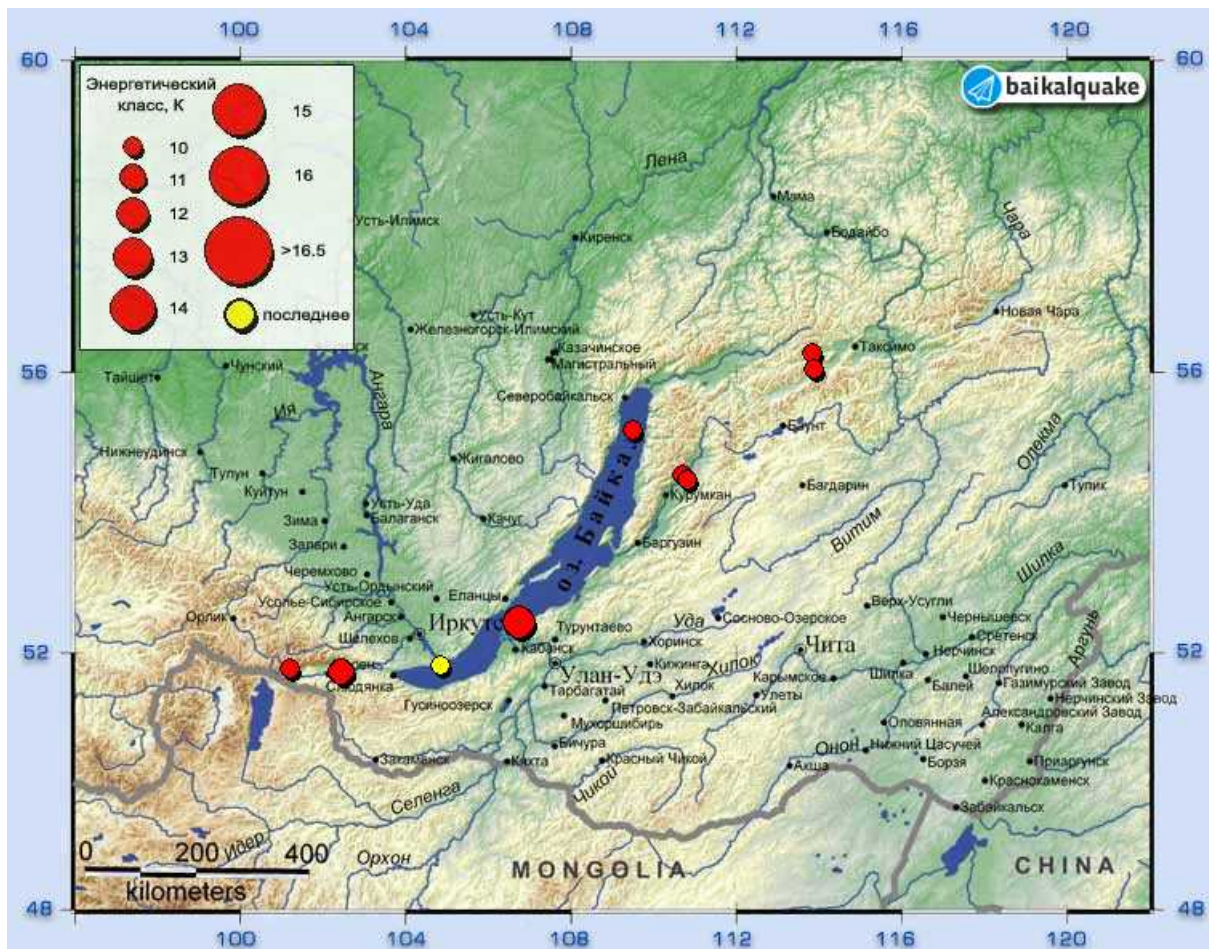 100 104 108 112 116 120
60 60
Энергетический
класс, К
10
11
12
13
14
15
16
>16.5
последнее
baikalquake
Лена
Мама
Чара
Усть-Илимск
Бодайбо
Киренск
Усть-Кут
Железногорск-Илимский
Новая Чара
Казачинское
Магистральный
Таксимо
Чунский
56 56
Тайшет
Ангара
Ия
Северобайкальск
Баунт
Олекма
Нижнеудинск
Жигалово
Тулун
Куйтун
Курумкан
Багдарин
Тупик
Усть-Уда
Балаганск
Зима
Качуг
оз. Байкал
Витим
Залари
Баргузин
Шилка
Черемхово
Усть-Ордынский
Еланцы
Усолье-Сибирское
Верх-Усугли
Орлик
Ангарск
Иркутс
Уда
Сосново-Озерское
Чернышевск
Аргунь
Шелехов
Турунтаево
Хоринск
Сретенск
Кабанск
Чита
Нерчинск
52 52
Улан-Удэ
Кижинга
Хилок
Карымское
Шилка
Шелопугино
Балей
Газимурский Завод
Слюдянка
Тарбагатай
Хилок
Улеты
Нерчинский Завод
Гусиноозерск
Петровск-Забайкальский
Александровский Завод
Мухоршибирь
Оловянная
Калга
Бичура
Онон
Нижний Цасучей
Закаменск
Кяхта
Красный Чикой
Акша
Борзя
Приаргунск
Чикой
Селенга
Краснокаменск
Забайкальск
Идер
Орхон
0 200 400
kilometers
MONGOLIA
CHINA
48 48
100 104 108 112 116 120